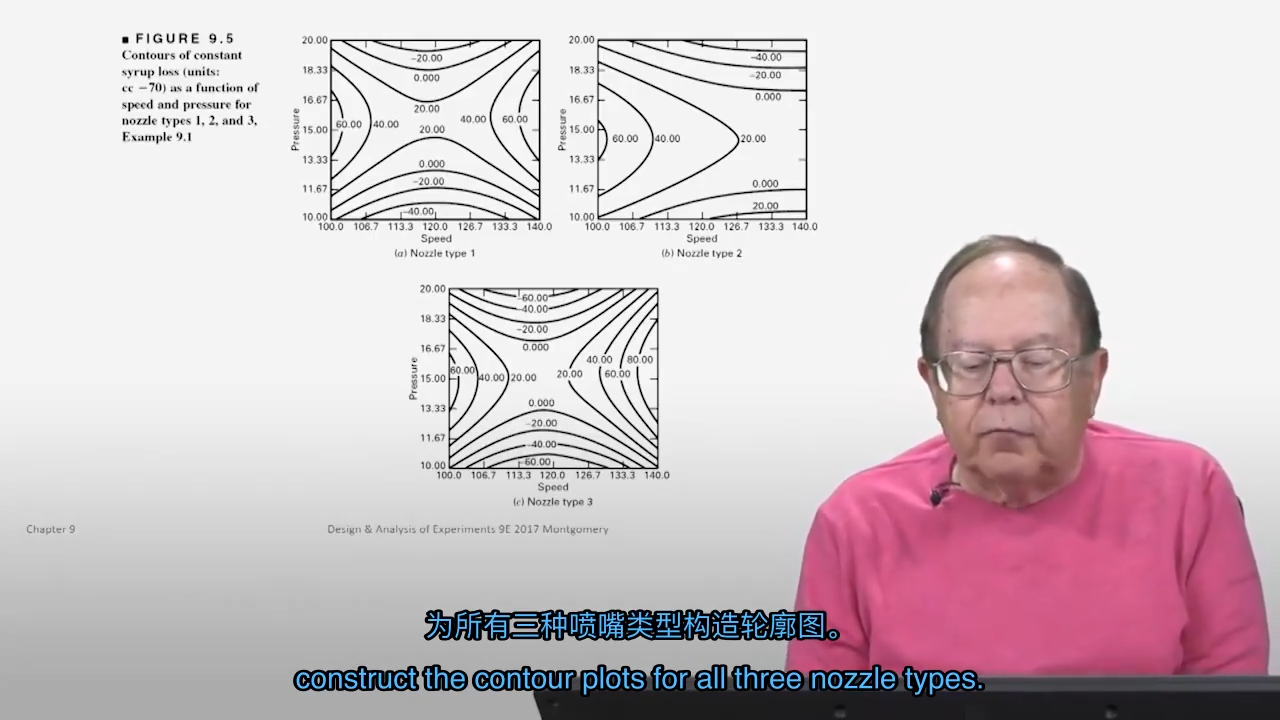 ■ FIGURE 9.5
Contours of constant
syrup loss (units:
cc −70) as a function of
speed and pressure for
nozzle types 1, 2, and 3,
Example 9.1
20.00
18.33
16.67
15.00
13.33
11.67
10.00
Pressure
−20.00
0.000
20.00
60.00 40.00 20.00 40.00 60.00
0.000
−20.00
−40.00
100.0 106.7 113.3 120.0 126.7 133.3 140.0
Speed
(a) Nozzle type 1
20.00
18.33
16.67
15.00
13.33
11.67
10.00
Pressure
−40.00
−20.00
0.000
60.00 40.00 20.00
0.000
20.00
100.0 106.7 113.3 120.0 126.7 133.3 140.0
Speed
(b) Nozzle type 2
20.00
18.33
16.67
15.00
13.33
11.67
10.00
Pressure
−60.00
−40.00
−20.00
0.000
40.00 80.00
60.00 40.00 20.00 20.00 60.00
0.000
−20.00
−40.00
−60.00
100.0 106.7 113.3 120.0 126.7 133.3 140.0
Speed
(c) Nozzle type 3
Chapter 9
Design & Analysis of Experiments 9E 2017 Montgomery
为所有三种喷嘴类型构造轮廓图。
construct the contour plots for all three nozzle types.